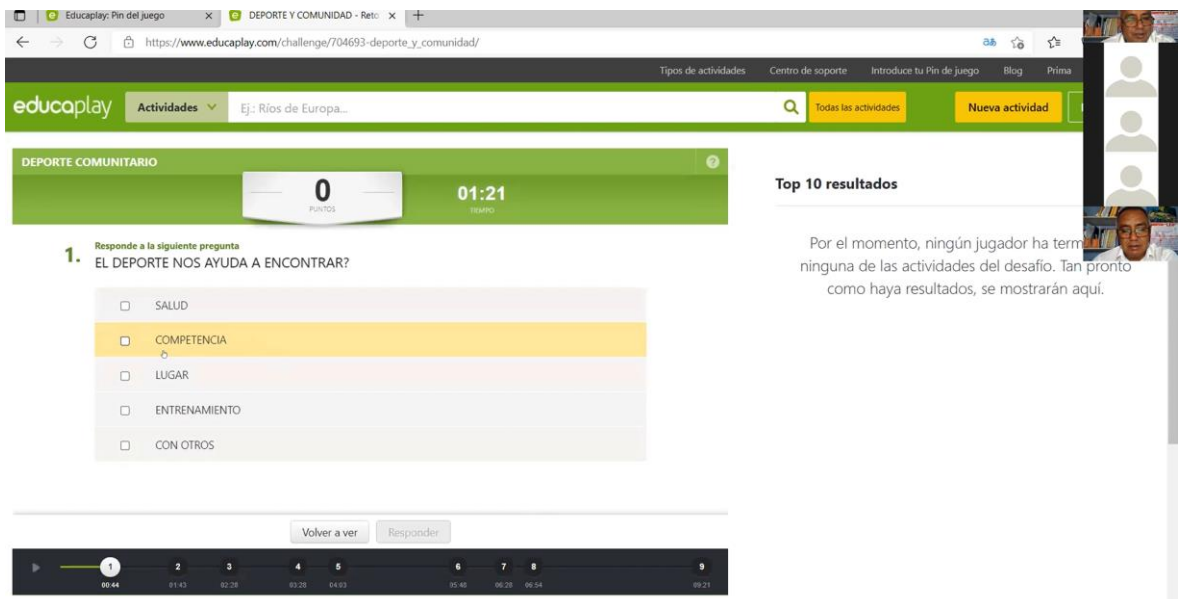 Educaplay: Pin del juego
DEPORTE Y COMUNIDAD - Reto
https://www.educaplay.com/challenge/704693-deporte_y_comunidad/
Tipos de actividades
Centro de soporte
Introduce tu Pin de juego
Blog
Prima
educaplay
Actividades
Ej.: Ríos de Europa...
Todas las actividades
Nueva actividad
DEPORTE COMUNITARIO
0
PUNTOS
01:21
TIEMPO
1. Responde a la siguiente pregunta
EL DEPORTE NOS AYUDA A ENCONTRAR?
SALUD
COMPETENCIA
LUGAR
ENTRENAMIENTO
CON OTROS
Volver a ver
Responder
1 2 3 4 5 6 7 8 9
00:44 01:43 02:28 03:28 04:03 05:48 06:28 06:54 09:21
Top 10 resultados
Por el momento, ningún jugador ha term
ninguna de las actividades del desafío. Tan pronto
como haya resultados, se mostrarán aquí.